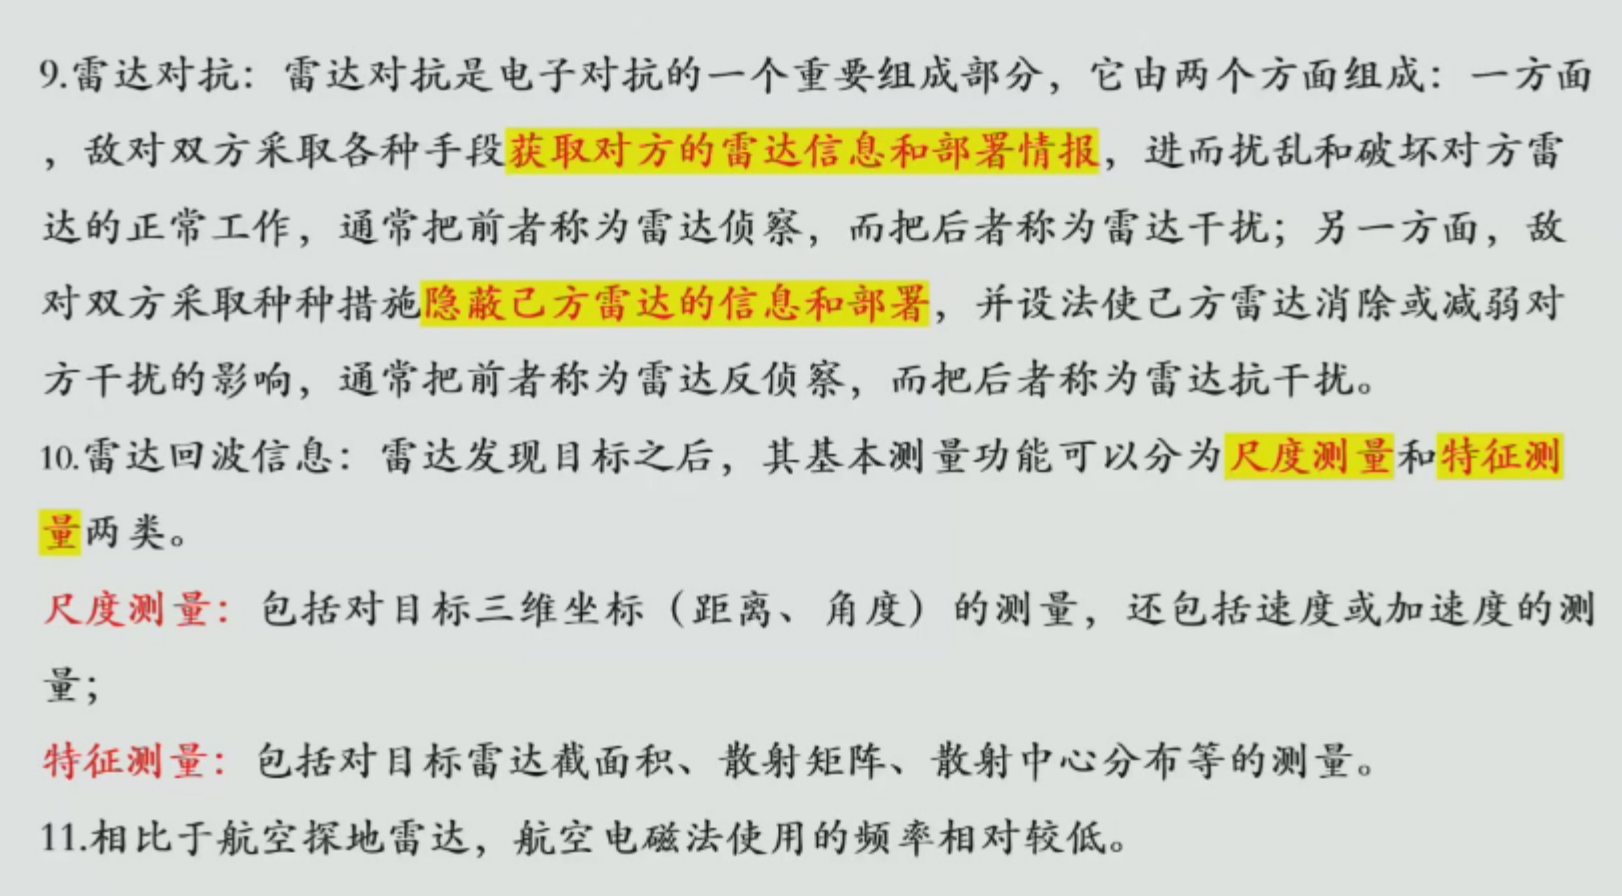 9.雷达对抗：雷达对抗是电子对抗的一个重要组成部分，它由两个方面组成：一方面
，敌对双方采取各种手段获取对方的雷达信息和部署情报，进而扰乱和破坏对方雷
达的正常工作，通常把前者称为雷达侦察，而把后者称为雷达干扰；另一方面，敌
对双方采取种种措施隐蔽己方雷达的信息和部署，并设法使己方雷达消除或减弱对
方干扰的影响，通常把前者称为雷达反侦察，而把后者称为雷达抗干扰。
10.雷达回波信息：雷达发现目标之后，其基本测量功能可以分为尺度测量和特征测
量两类。
尺度测量：包括对目标三维坐标（距离、角度）的测量，还包括速度或加速度的测
量；
特征测量：包括对目标雷达截面积、散射矩阵、散射中心分布等的测量。
11.相比于航空探地雷达，航空电磁法使用的频率相对较低。